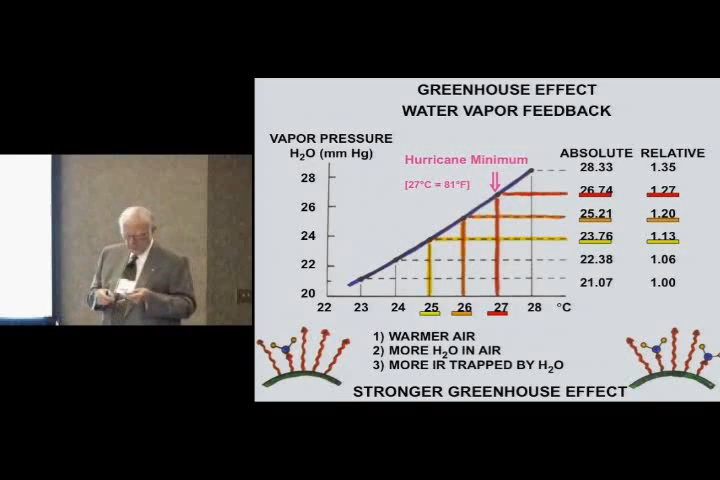 GREENHOUSE EFFECT
WATER VAPOR FEEDBACK
VAPOR PRESSURE
H₂O (mm Hg)
Hurricane Minimum
[27°C = 81°F]
ABSOLUTE RELATIVE
28.33 1.35
26.74 1.27
25.21 1.20
23.76 1.13
22.38 1.06
21.07 1.00
28
26
24
22
20
22 23 24 25 26 27 28 °C
1) WARMER AIR
2) MORE H₂O IN AIR
3) MORE IR TRAPPED BY H₂O
STRONGER GREENHOUSE EFFECT